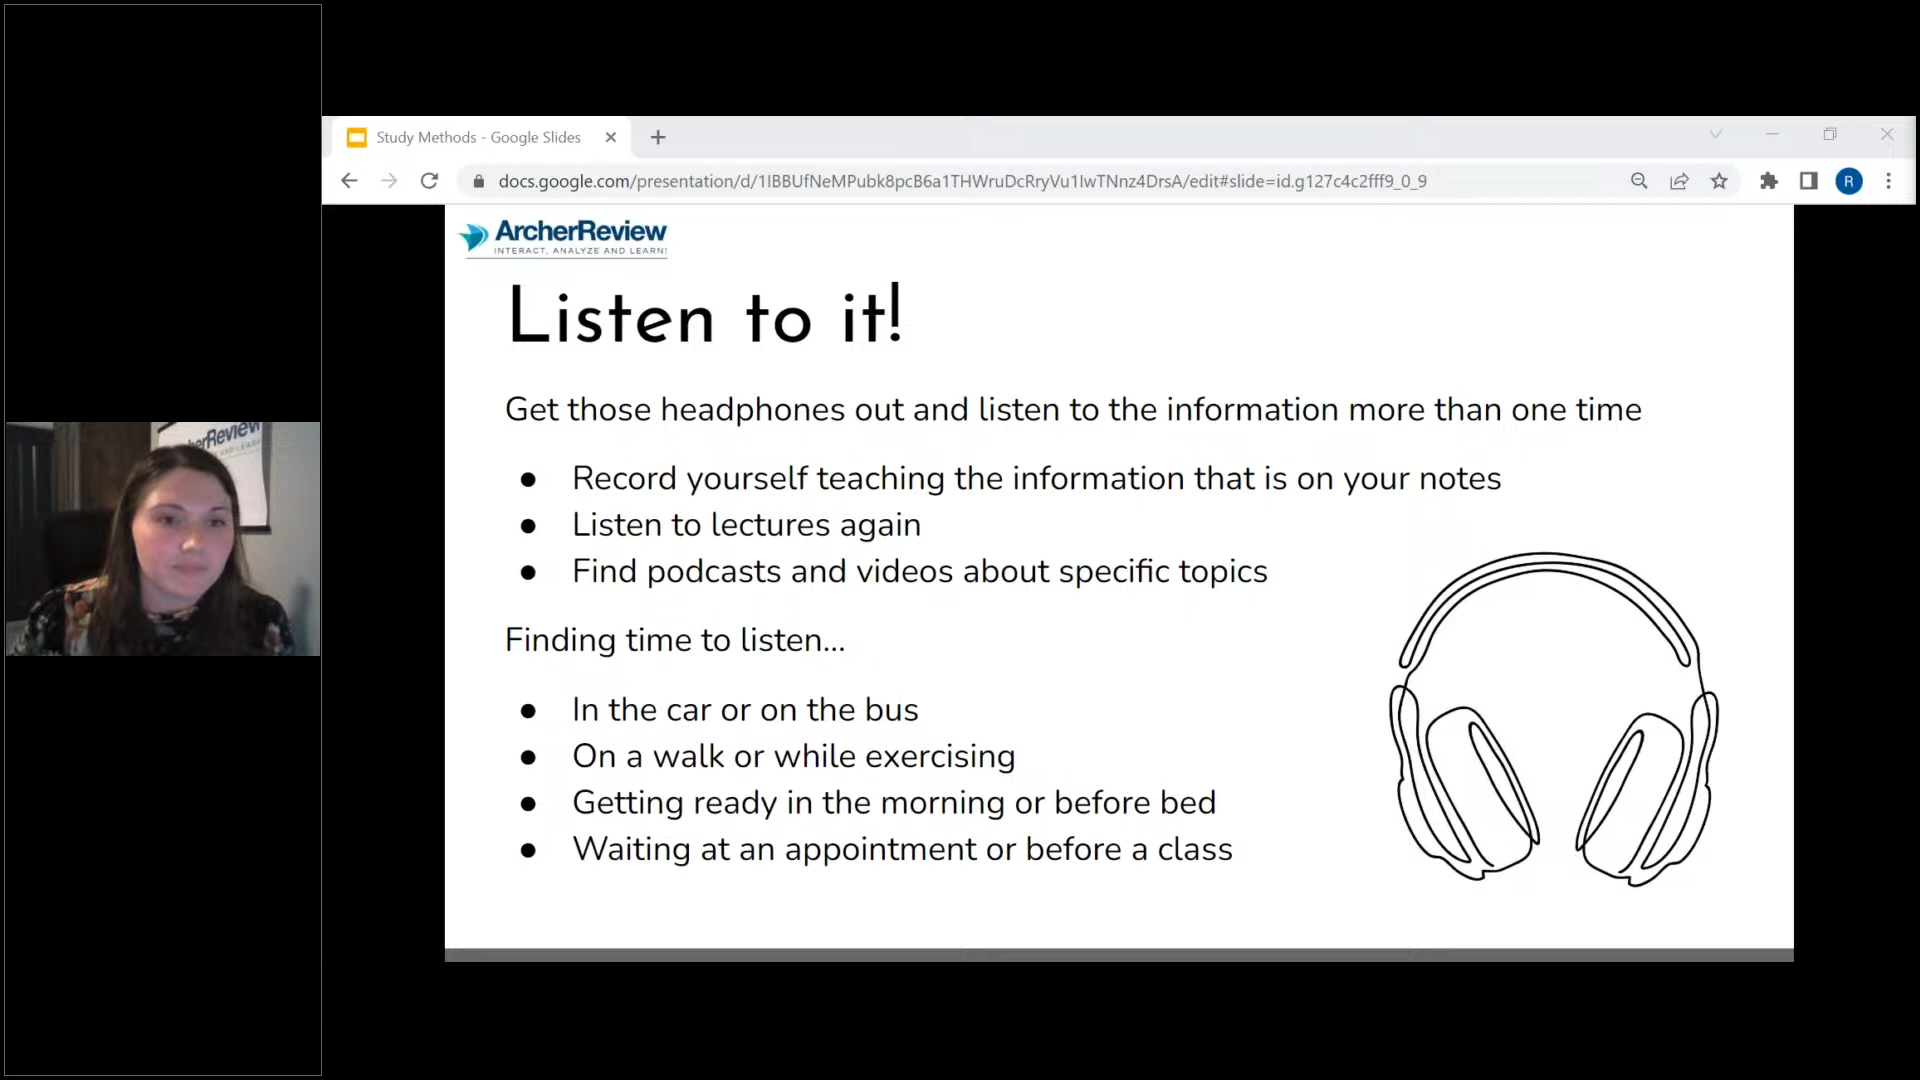 Study Methods - Google Slides
docs.google.com/presentation/d/1IBBUfNeMPubk8pcB6a1THWruDcRryVu1IwTNnz4DrsA/edit#slide=id.g127c4c2fff9_0_9
R
ArcherReview
INTERACT, ANALYZE AND LEARN!
Listen to it!
Get those headphones out and listen to the information more than one time
● Record yourself teaching the information that is on your notes
● Listen to lectures again
● Find podcasts and videos about specific topics
Finding time to listen...
● In the car or on the bus
● On a walk or while exercising
● Getting ready in the morning or before bed
● Waiting at an appointment or before a class
Review